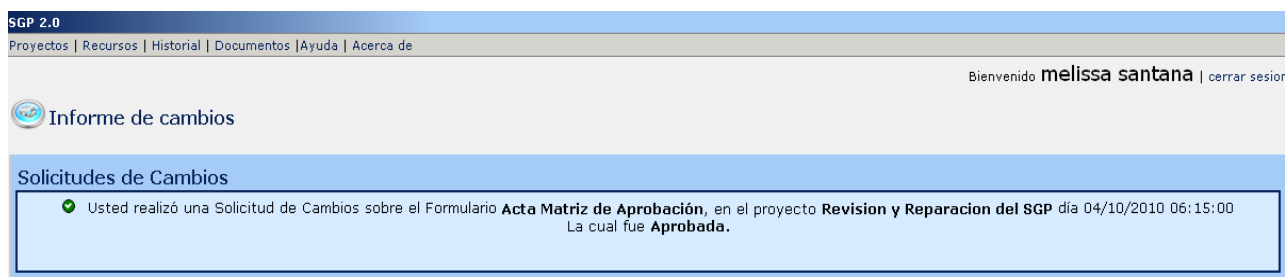 SGP 2.0
Proyectos | Recursos | Historial | Documentos |Ayuda | Acerca de
Bienvenido melissa santana | cerrar sesion
Informe de cambios
Solicitudes de Cambios
Usted realizó una Solicitud de Cambios sobre el Formulario Acta Matriz de Aprobación, en el proyecto Revision y Reparacion del SGP día 04/10/2010 06:15:00
La cual fue Aprobada.